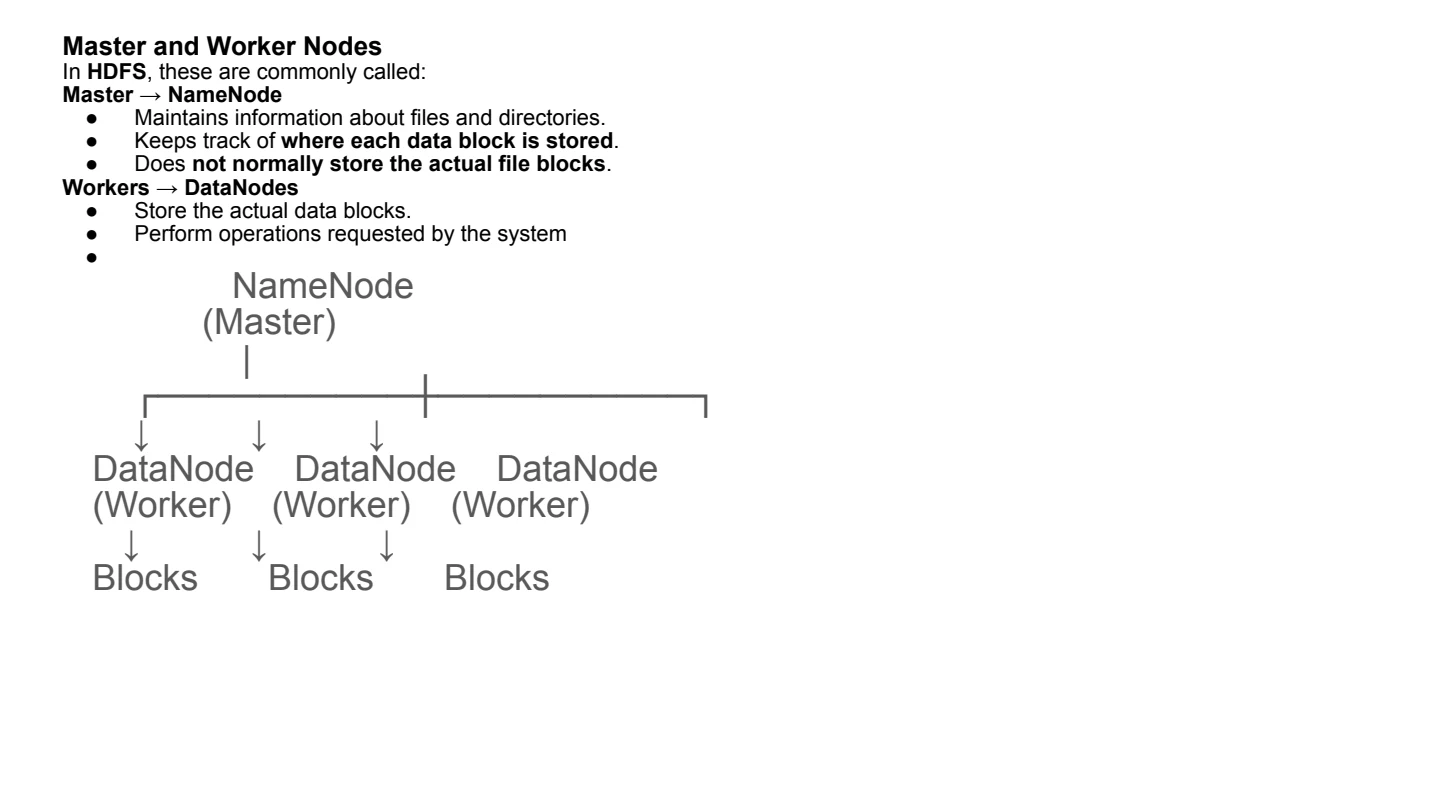 Master and Worker Nodes
In HDFS, these are commonly called:
Master → NameNode
● Maintains information about files and directories.
● Keeps track of where each data block is stored.
● Does not normally store the actual file blocks.
Workers → DataNodes
● Store the actual data blocks.
● Perform operations requested by the system
●
NameNode
(Master)
|
┌──────────┼──────────┐
↓ ↓ ↓
DataNode DataNode DataNode
(Worker) (Worker) (Worker)
↓ ↓ ↓
Blocks Blocks Blocks